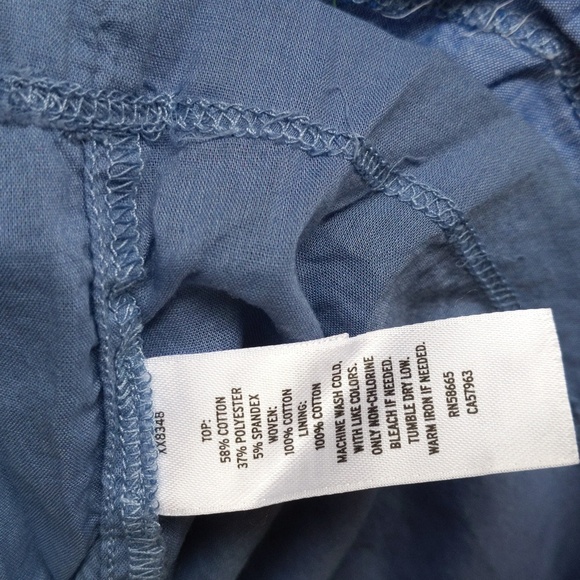 XX8348
TOP:
58% COTTON
37% POLYESTER
5% SPANDEX
WOVEN:
100% COTTON
LINING:
100% COTTON
MACHINE WASH COLD,
WITH LIKE COLORS.
ONLY NON-CHLORINE
BLEACH IF NEEDED.
TUMBLE DRY LOW.
WARM IRON IF NEEDED.
RN58665
CA57963